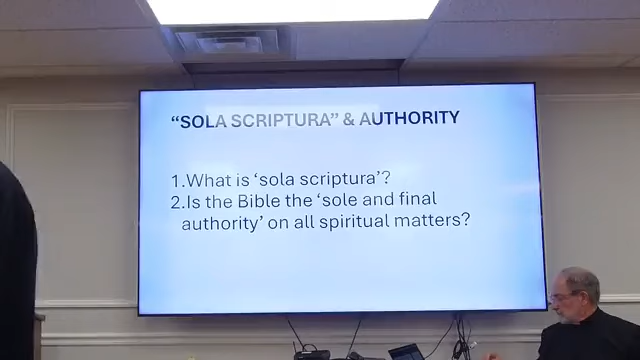 “SOLA SCRIPTURA” & AUTHORITY
1.What is ‘sola scriptura’?
2.Is the Bible the ‘sole and final
authority’ on all spiritual matters?